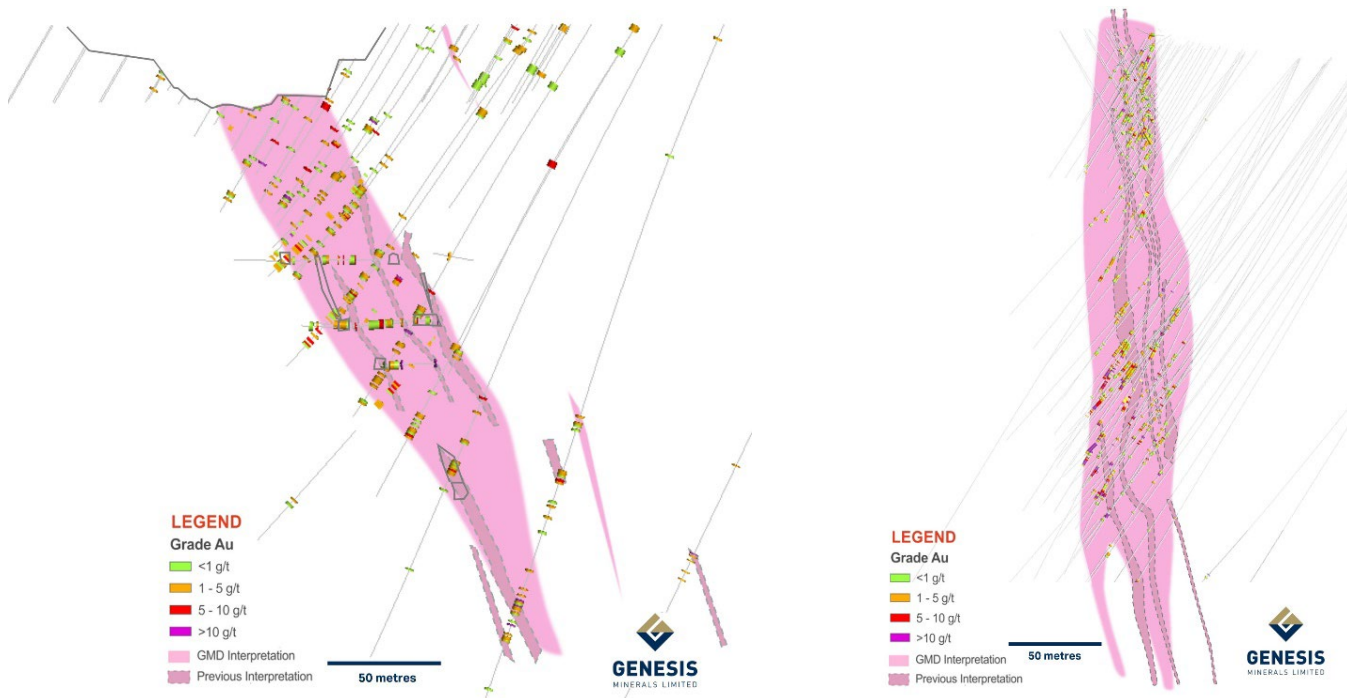 LEGEND
Grade Au
<1 g/t
1 - 5 g/t
5 - 10 g/t
>10 g/t
GMD Interpretation
Previous Interpretation
50 metres
GENESIS
MINERALS LIMITED
LEGEND
Grade Au
<1 g/t
1 - 5 g/t
5 - 10 g/t
>10 g/t
GMD Interpretation
Previous Interpretation
50 metres
GENESIS
MINERALS LIMITED